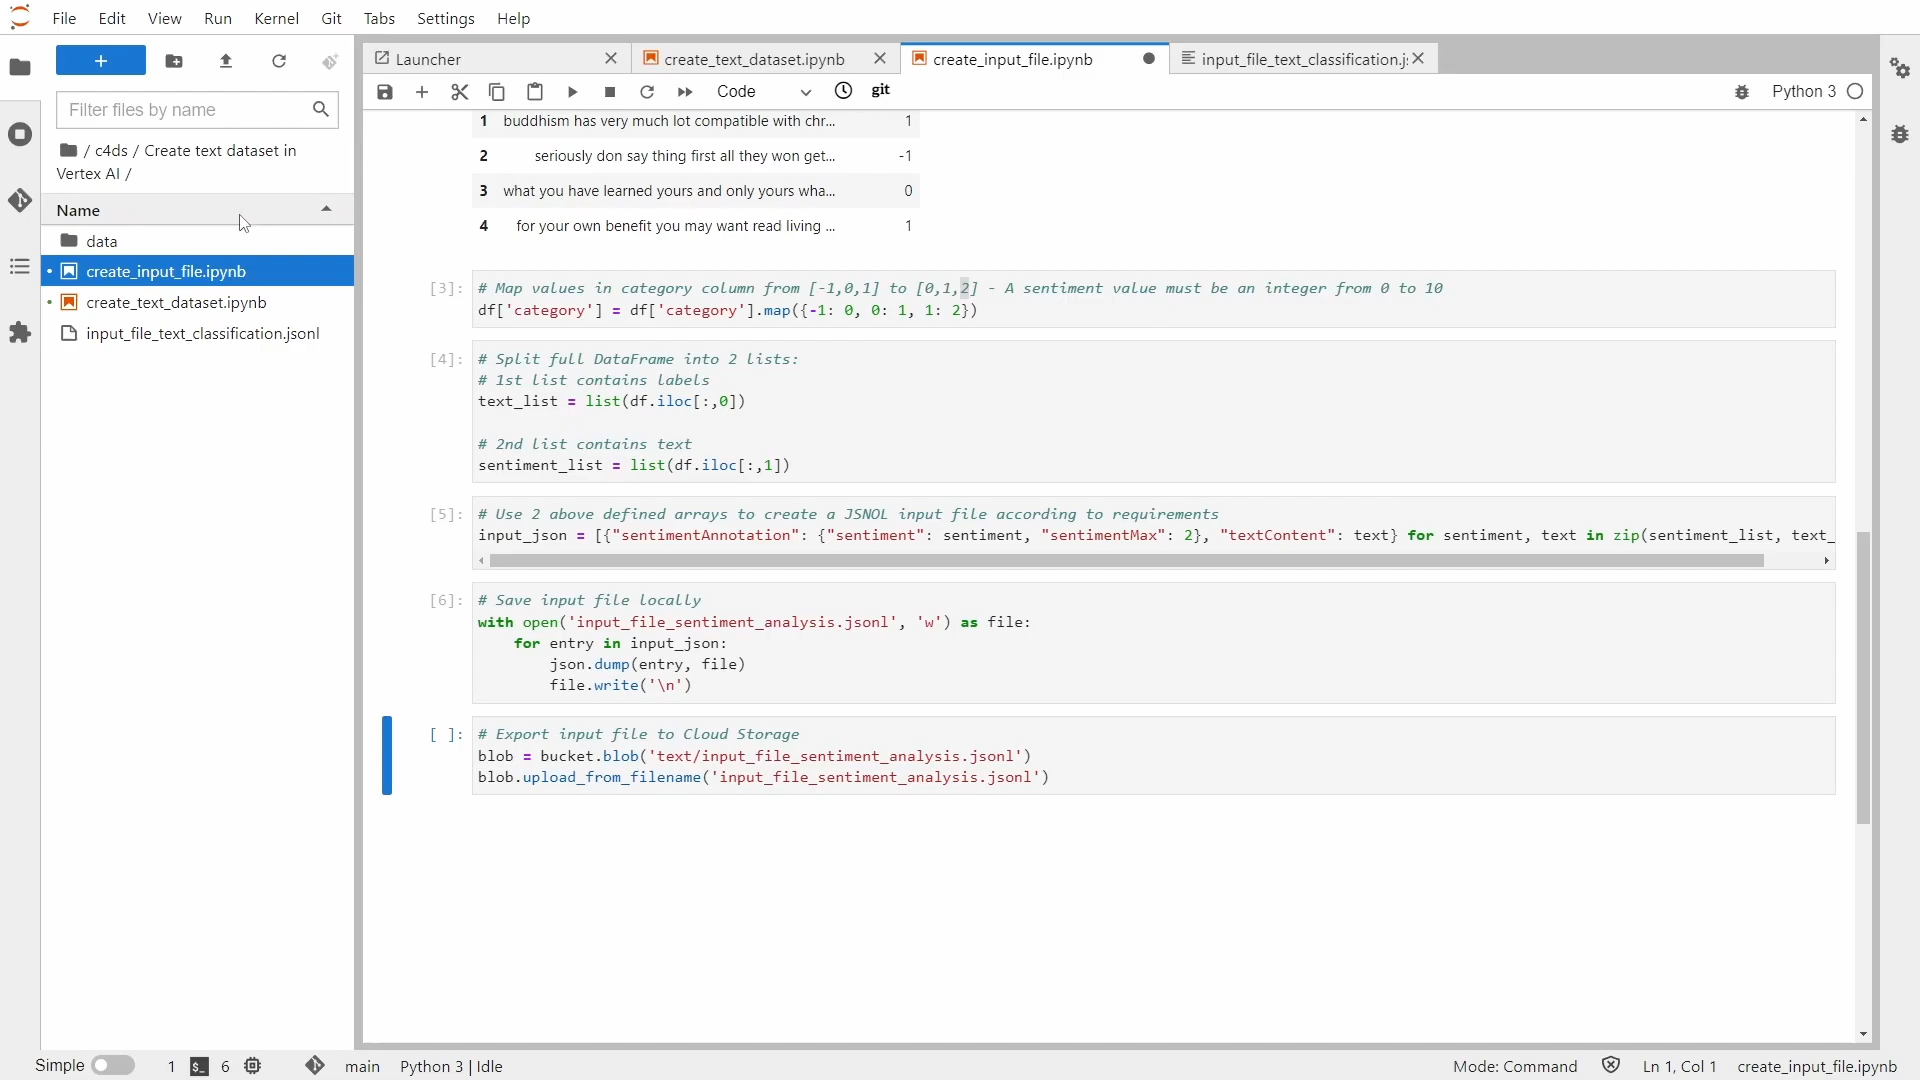 File Edit View Run Kernel Git Tabs Settings Help
Launcher
create_text_dataset.ipynb
create_input_file.ipynb
input_file_text_classification.js
Code
git
Python 3
Filter files by name
/ c4ds / Create text dataset in
Vertex AI /
Name
data
create_input_file.ipynb
create_text_dataset.ipynb
input_file_text_classification.jsonl
1 buddhism has very much lot compatible with chr... 1
2 seriously don say thing first all they won get... -1
3 what you have learned yours and only yours wha... 0
4 for your own benefit you may want read living ... 1
[3]: # Map values in category column from [-1,0,1] to [0,1,2] - A sentiment value must be an integer from 0 to 10
df['category'] = df['category'].map({-1: 0, 0: 1, 1: 2})
[4]: # Split full DataFrame into 2 lists:
# 1st list contains labels
text_list = list(df.iloc[:,0])
# 2nd list contains text
sentiment_list = list(df.iloc[:,1])
[5]: # Use 2 above defined arrays to create a JSNOL input file according to requirements
input_json = [{"sentimentAnnotation": {"sentiment": sentiment, "sentimentMax": 2}, "textContent": text} for sentiment, text in zip(sentiment_list, text_
[6]: # Save input file locally
with open('input_file_sentiment_analysis.jsonl', 'w') as file:
for entry in input_json:
json.dump(entry, file)
file.write('\n')
[ ]: # Export input file to Cloud Storage
blob = bucket.blob('text/input_file_sentiment_analysis.jsonl')
blob.upload_from_filename('input_file_sentiment_analysis.jsonl')
Simple 1 $_ 6 main Python 3 | Idle Mode: Command Ln 1, Col 1 create_input_file.ipynb